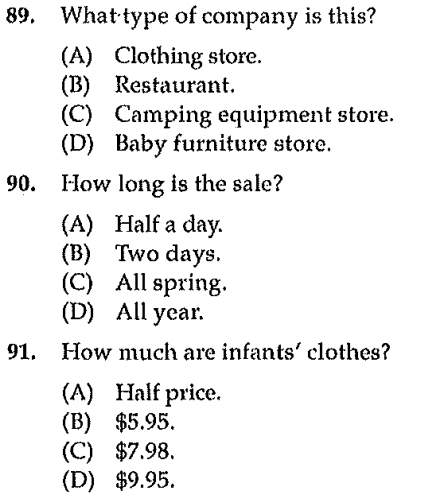 89. What type of company is this?
(A) Clothing store.
(B) Restaurant.
(C) Camping equipment store.
(D) Baby furniture store.
90. How long is the sale?
(A) Half a day.
(B) Two days.
(C) All spring.
(D) All year.
91. How much are infants' clothes?
(A) Half price.
(B) $5.95.
(C) $7.98.
(D) $9.95.